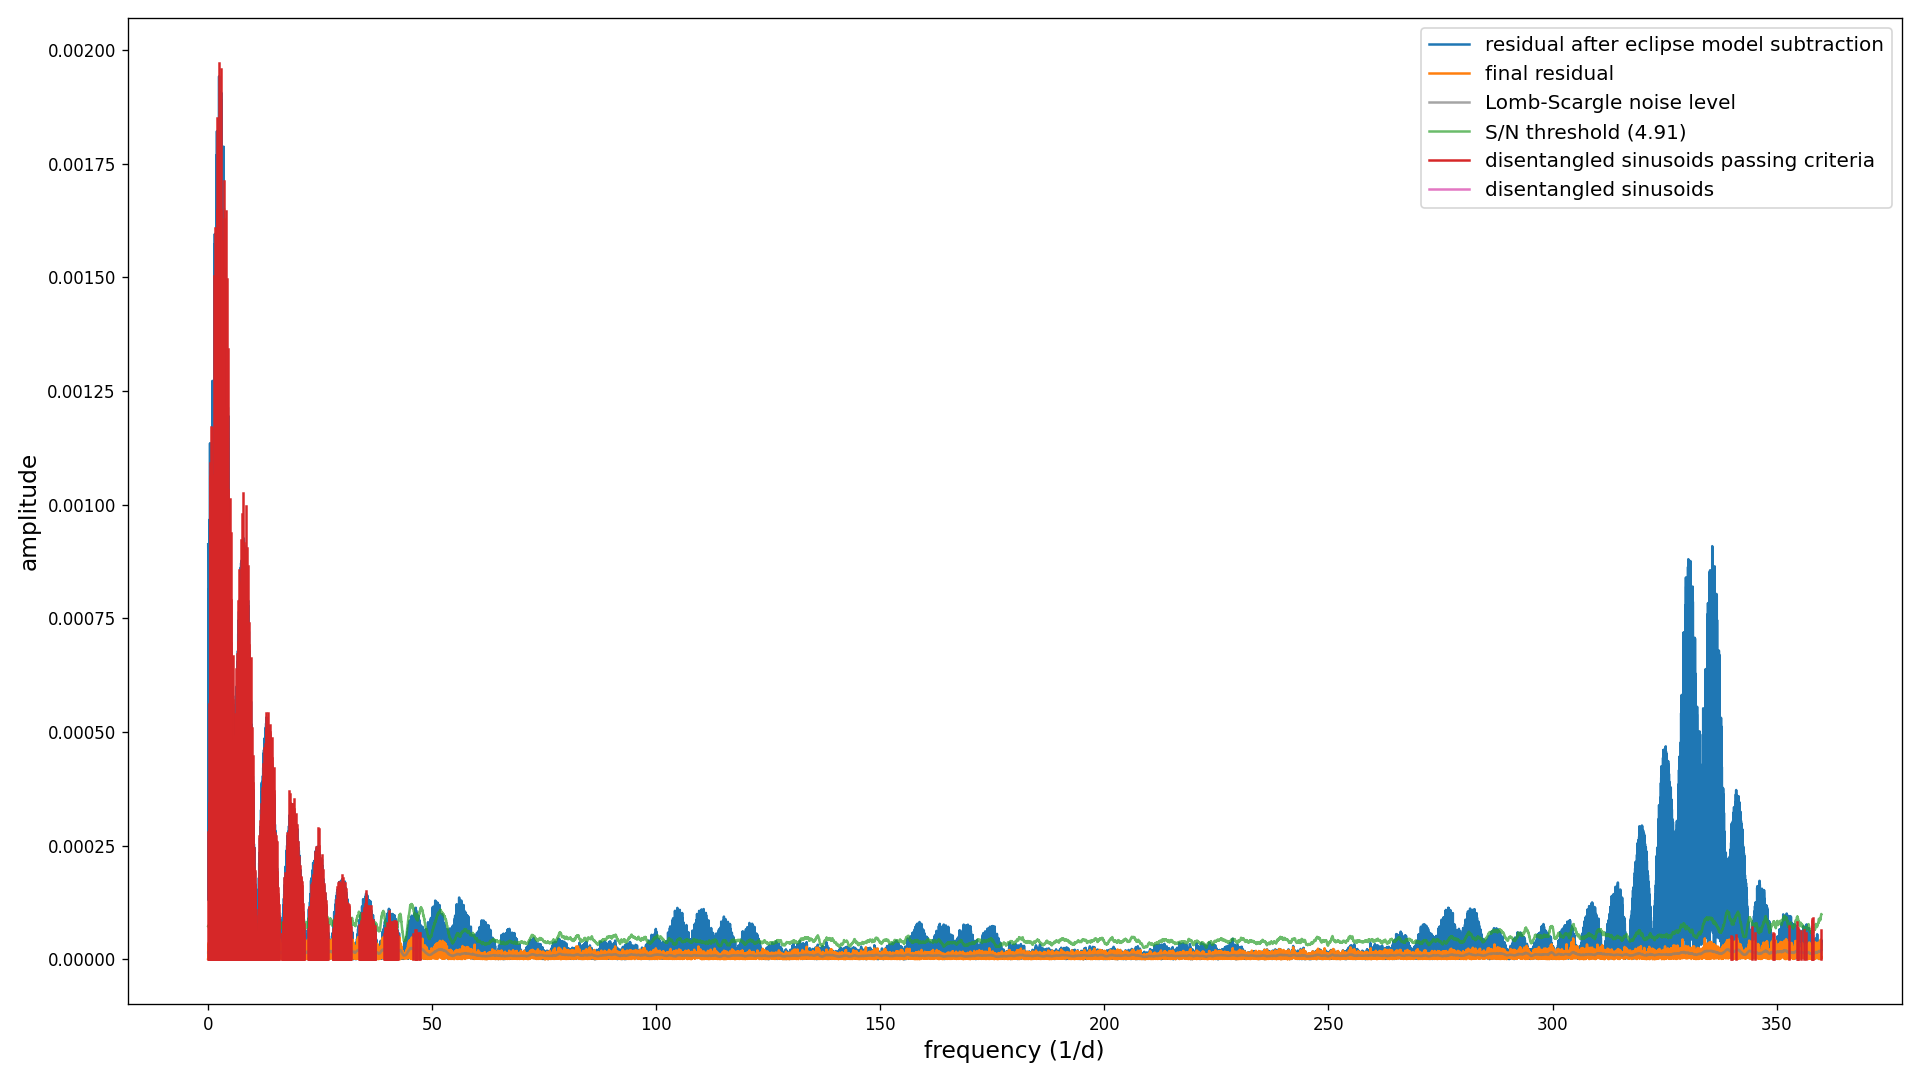 0.00200
0.00175
0.00150
0.00125
0.00100
0.00075
0.00050
0.00025
0.00000
amplitude
residual after eclipse model subtraction
final residual
Lomb-Scargle noise level
S/N threshold (4.91)
disentangled sinusoids passing criteria
disentangled sinusoids
0 50 100 150 200 250 300 350
frequency (1/d)